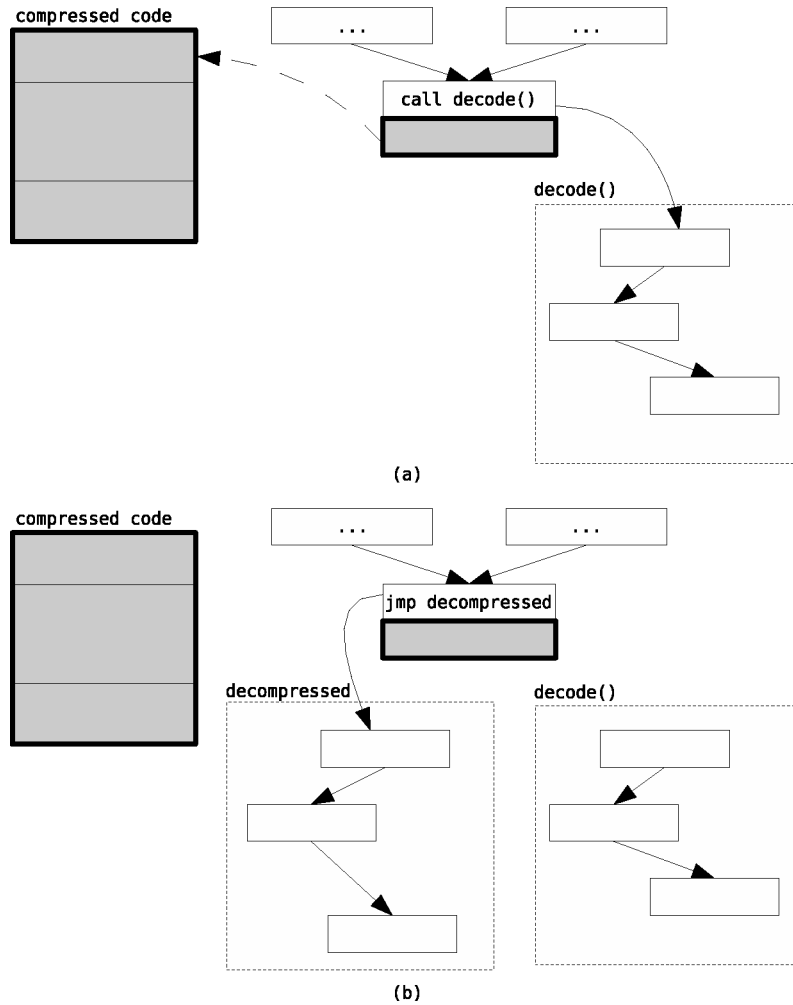 compressed code
...
...
call decode()
decode()
(a)
compressed code
...
...
jmp decompressed
decompressed
decode()
(b)